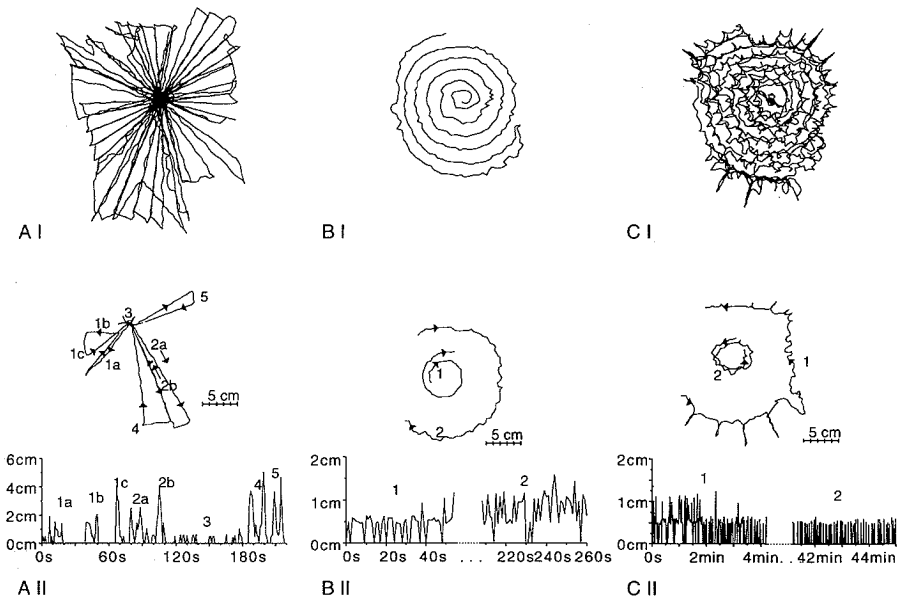 A I
B I
C I
3
5
1b
1c
1a
2a
2b
4
5 cm
1
2
5 cm
1
2
5 cm
6cm
4cm
2cm
0cm
1a
1b
1c
2a
2b
3
4
5
0s 60s 120s 180s
2cm
1cm
0cm
1
2
0s 20s 40s ... 220s 240s 260s
2cm
1cm
0cm
1
2
0s 2min 4min ... 42min 44min
A II
B II
C II